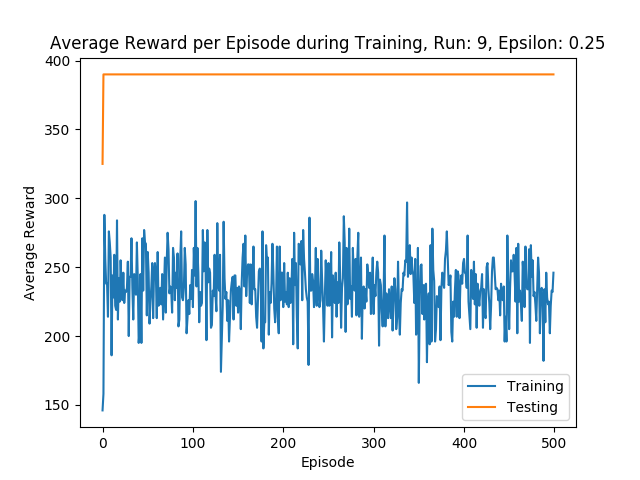 Average Reward per Episode during Training, Run: 9, Epsilon: 0.25
400
350
300
250
200
150
Average Reward
0
100
200
300
400
500
Episode
Training
Testing